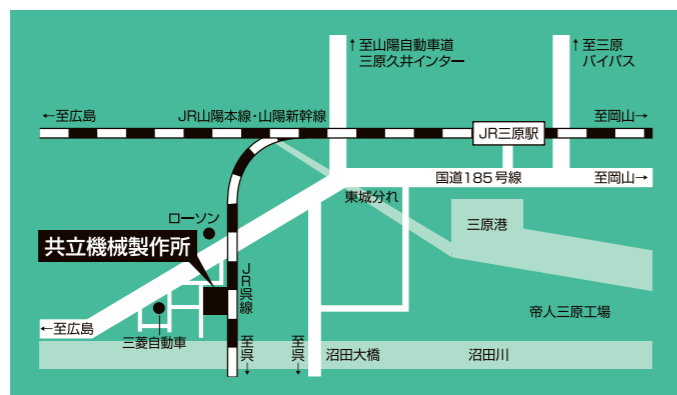 ↑至山陽自動車道
三原久井インター
↑至三原
バイパス
←至広島
JR山陽本線・山陽新幹線
至岡山→
JR三原駅
国道185号線
至岡山→
東城分れ
ローソン
三原港
共立機械製作所
JR呉線
帝人三原工場
←至広島
三菱自動車
至呉↓
至呉↓
沼田大橋
沼田川